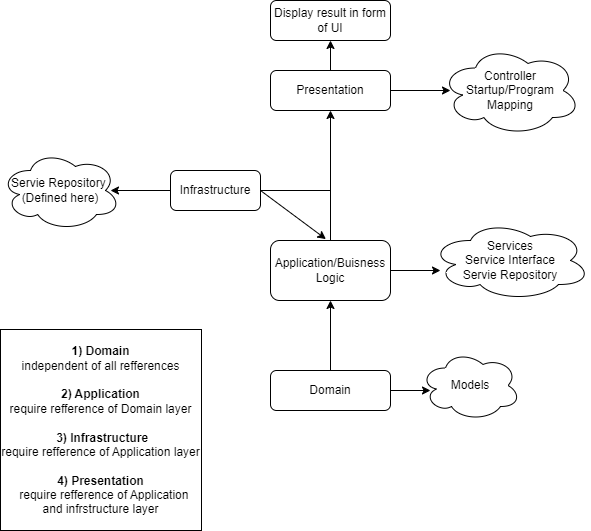 Display result in form
of UI
Presentation
Controller
Startup/Program
Mapping
Servie Repository
(Defined here)
Infrastructure
Application/Buisness
Logic
Services
Service Interface
Servie Repository
Domain
Models
1) Domain
independent of all refferences
2) Application
require refference of Domain layer
3) Infrastructure
require refference of Application layer
4) Presentation
require refference of Application
and infrstructure layer